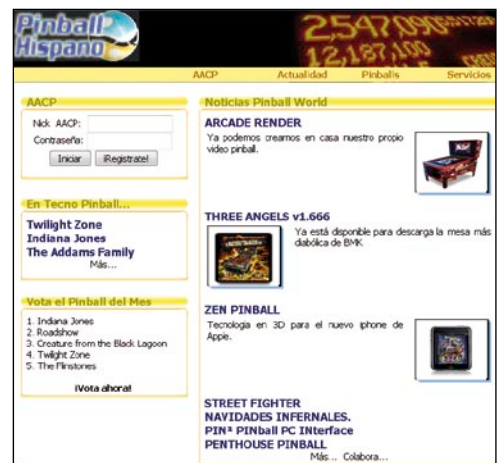 Pinball
Hispano
2,547,090
12,187,100
AACP Actualidad Pinballs Servicios
AACP
Nick AACP:
Contraseña:
Iniciar ¡Registrate!
En Tecno Pinball...
Twilight Zone
Indiana Jones
The Addams Family
Más...
Vota el Pinball del Mes
1. Indiana Jones
2. Roadshow
3. Creature from the Black Lagoon
4. Twilight Zone
5. The Flinstones
¡Vota ahora!
Noticias Pinball World
ARCADE RENDER
Ya podemos crearnos en casa nuestro propio
video pinball.
THREE ANGELS v1.666
Ya está disponible para descarga la mesa más
diabólica de BMK
ZEN PINBALL
Tecnologia en 3D para el nuevo iphone de
Apple.
STREET FIGHTER
NAVIDADES INFERNALES.
PIN² PINball PC INterface
PENTHOUSE PINBALL
Más... Colabora...